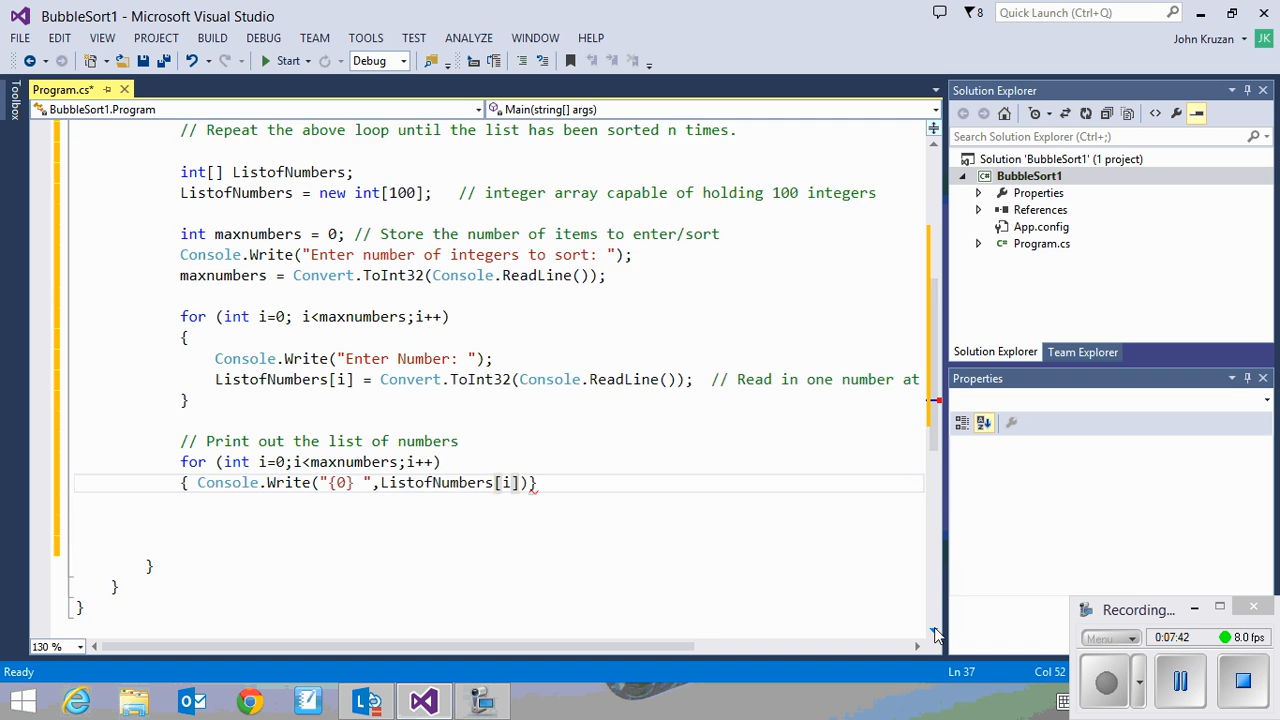 BubbleSort1 - Microsoft Visual Studio
8
Quick Launch (Ctrl+Q)
FILE EDIT VIEW PROJECT BUILD DEBUG TEAM TOOLS TEST ANALYZE WINDOW HELP
John Kruzan JK
Start Debug
Toolbox
Program.cs*
BubbleSort1.Program Main(string[] args)
// Repeat the above loop until the list has been sorted n times.
int[] ListofNumbers;
ListofNumbers = new int[100]; // integer array capable of holding 100 integers
int maxnumbers = 0; // Store the number of items to enter/sort
Console.Write("Enter number of integers to sort: ");
maxnumbers = Convert.ToInt32(Console.ReadLine());
for (int i=0; i<maxnumbers;i++)
{
Console.Write("Enter Number: ");
ListofNumbers[i] = Convert.ToInt32(Console.ReadLine()); // Read in one number at
}
// Print out the list of numbers
for (int i=0;i<maxnumbers;i++)
{ Console.Write("{0} ",ListofNumbers[i])}
}
}
}
130 %
Solution Explorer
Search Solution Explorer (Ctrl+;)
Solution 'BubbleSort1' (1 project)
C# BubbleSort1
Properties
References
App.config
C# Program.cs
Solution Explorer Team Explorer
Properties
Recording...
Menu 0:07:42 8.0 fps
Ready Ln 37 Col 52